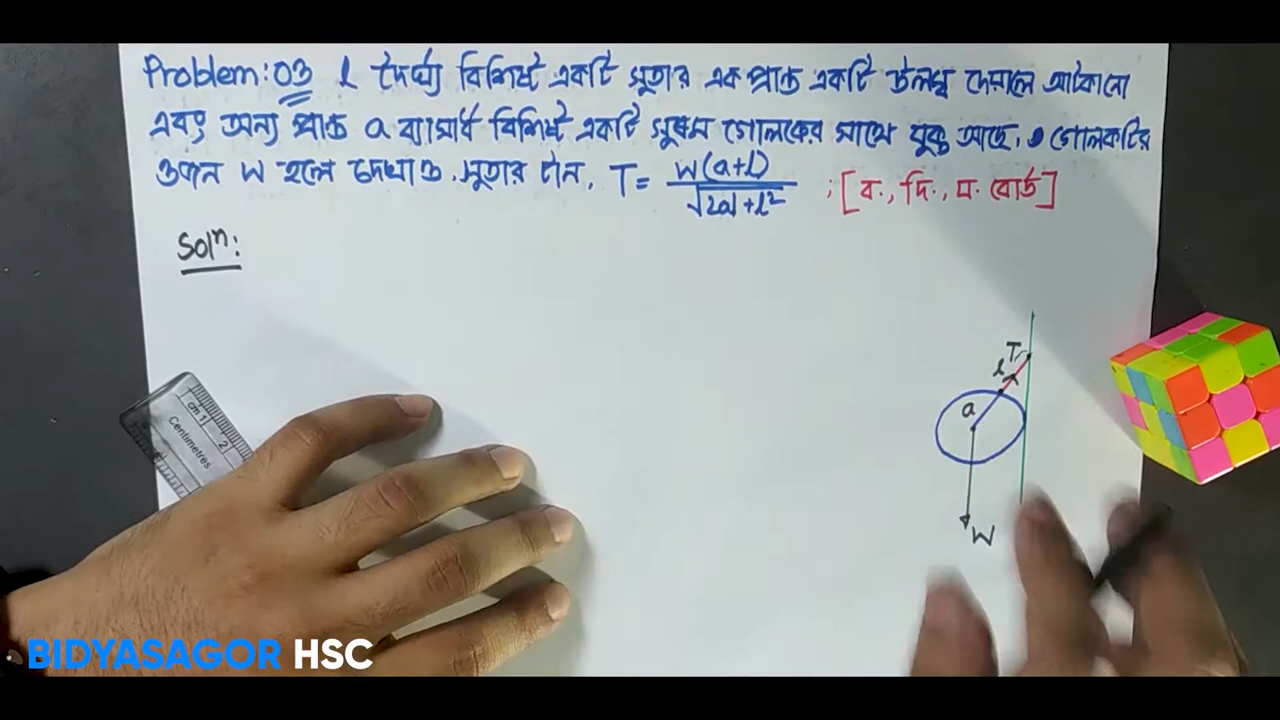 Problem: 03 l দৈর্ঘ্য বিশিষ্ট একটি সুতার এক প্রান্ত একটি উলম্ব দেয়ালে আটকানো
এবং অন্য প্রান্ত a ব্যাসার্ধ বিশিষ্ট একটি সুষম গোলকের সাথে যুক্ত আছে, গোলকটির
ওজন W হলে দেখাও, সুতার টান, T = W(a+l) / √2al+l² ; [ব., দি., য. বোর্ড]
Solⁿ:
T
l
a
W
cm 1 2
Centimetres
BIDYASAGOR HSC